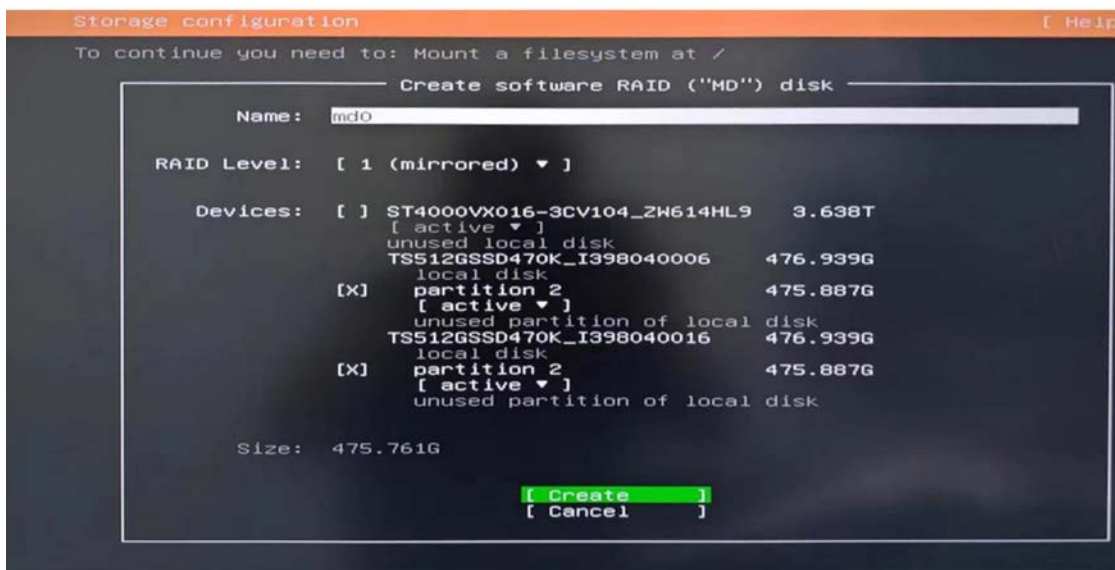 Storage configuration [ Help
To continue you need to: Mount a filesystem at /
Create software RAID ("MD") disk
Name: md0
RAID Level: [ 1 (mirrored) ▾ ]
Devices: [ ] ST4000VX016-3CV104_ZW614HL9 3.638T
[ active ▾ ]
unused local disk
TS512GSSD470K_I398040006 476.939G
local disk
[X] partition 2 475.887G
[ active ▾ ]
unused partition of local disk
TS512GSSD470K_I398040016 476.939G
local disk
[X] partition 2 475.887G
[ active ▾ ]
unused partition of local disk
Size: 475.761G
[ Create ]
[ Cancel ]